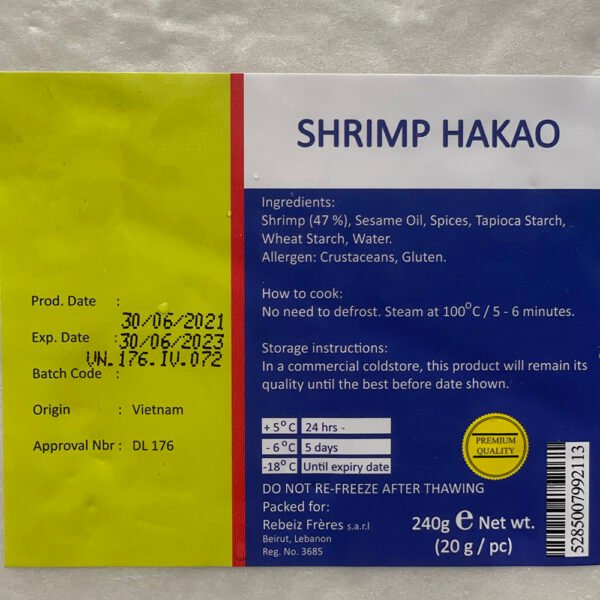 SHRIMP HAKAO
Ingredients:
Shrimp (47 %), Sesame Oil, Spices, Tapioca Starch,
Wheat Starch, Water.
Allergen: Crustaceans, Gluten.
How to cook:
No need to defrost. Steam at 100°C / 5 - 6 minutes.
Storage instructions:
In a commercial coldstore, this product will remain its
quality until the best before date shown.
+ 5°C 24 hrs -
- 6°C 5 days
-18°C Until expiry date
DO NOT RE-FREEZE AFTER THAWING
Packed for:
Rebeiz Frères s.a.r.l
Beirut, Lebanon
Reg. No. 3685
PREMIUM
QUALITY
240g e Net wt.
(20 g / pc)
5285007992113
Prod. Date : 30/06/2021
Exp. Date : 30/06/2023
Batch Code : VN.176.IV.072
Origin : Vietnam
Approval Nbr : DL 176